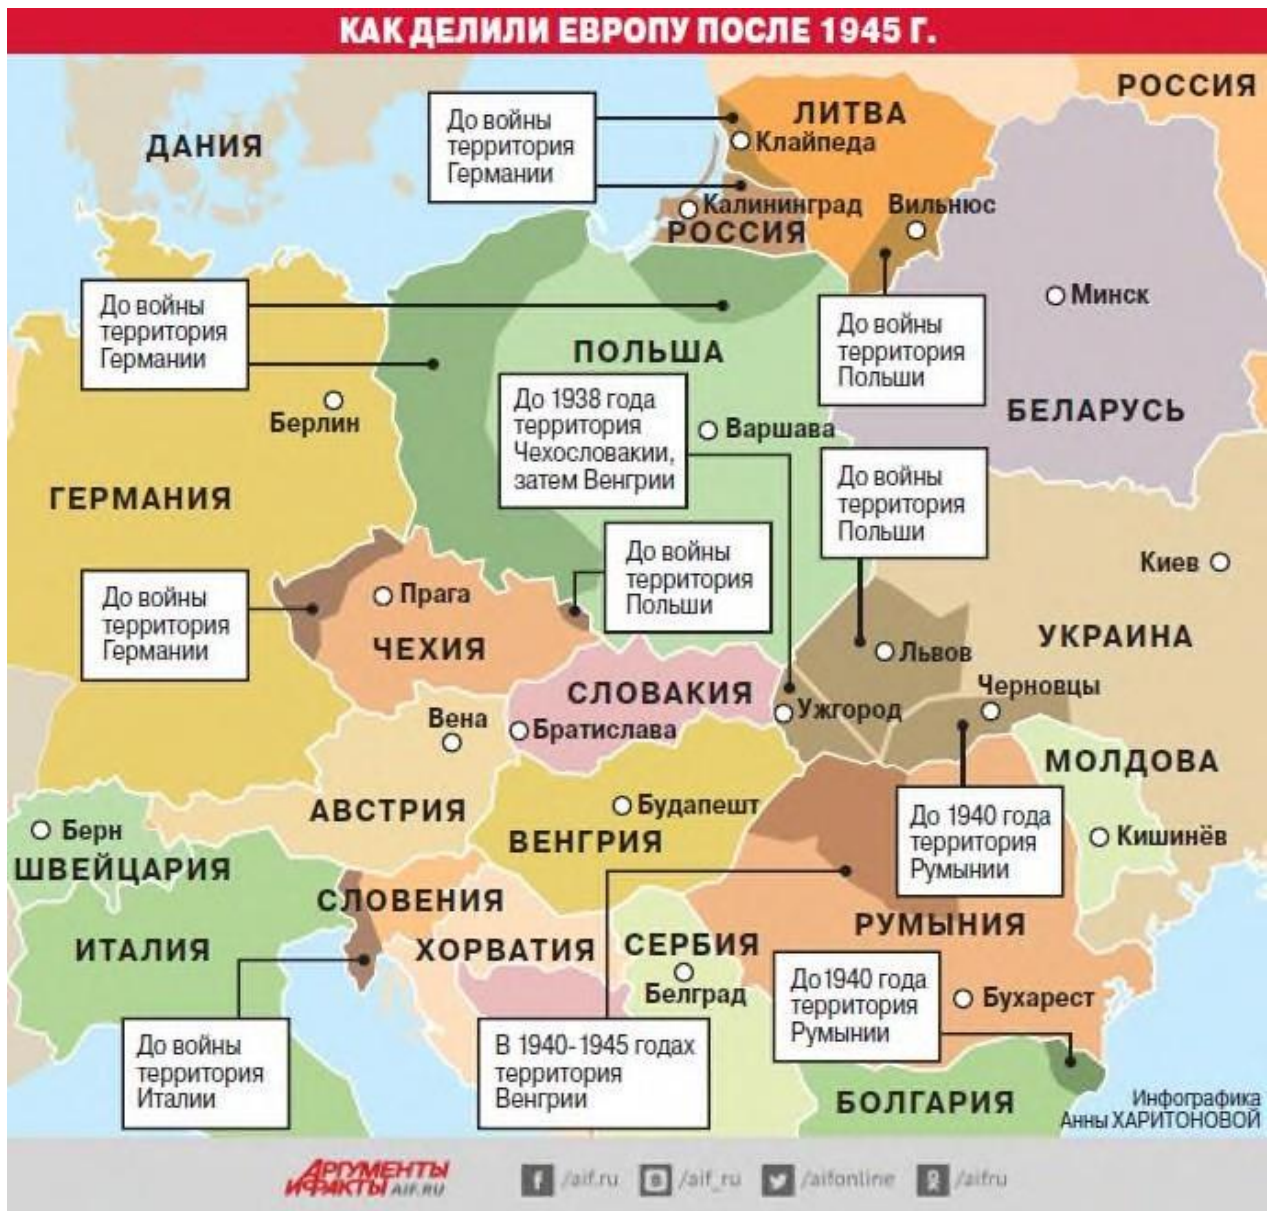 КАК ДЕЛИЛИ ЕВРОПУ ПОСЛЕ 1945 Г.
РОССИЯ
ДАНИЯ
До войны
территория
Германии
ЛИТВА
Клайпеда
Калининград
РОССИЯ
Вильнюс
До войны
территория
Германии
Минск
До войны
территория
Польши
ПОЛЬША
БЕЛАРУСЬ
Берлин
До 1938 года
территория
Чехословакии,
затем Венгрии
Варшава
ГЕРМАНИЯ
До войны
территория
Польши
Киев
До войны
территория
Польши
До войны
территория
Германии
Прага
ЧЕХИЯ
УКРАИНА
Львов
СЛОВАКИЯ
Черновцы
Вена
Братислава
Ужгород
МОЛДОВА
АВСТРИЯ
Будапешт
ВЕНГРИЯ
До 1940 года
территория
Румынии
Кишинёв
Берн
ШВЕЙЦАРИЯ
СЛОВЕНИЯ
РУМЫНИЯ
ИТАЛИЯ
ХОРВАТИЯ
СЕРБИЯ
Белград
До 1940 года
территория
Румынии
Бухарест
До войны
территория
Италии
В 1940-1945 годах
территория
Венгрии
БОЛГАРИЯ
Инфографика
Анны ХАРИТОНОВОЙ
АРГУМЕНТЫ
И ФАКТЫ AIF.RU
/aif.ru
/aif_ru
/aifonline
/aifru